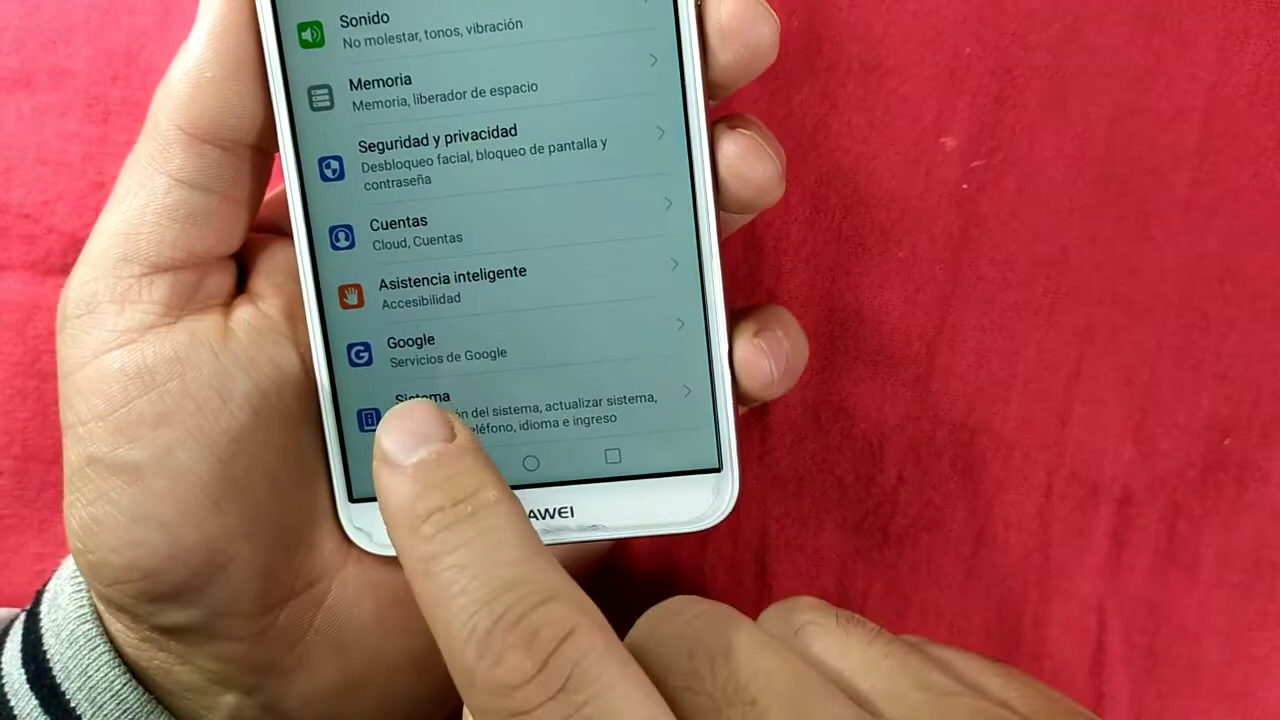 Sonido
No molestar, tonos, vibración
Memoria
Memoria, liberador de espacio
Seguridad y privacidad
Desbloqueo facial, bloqueo de pantalla y
contraseña
Cuentas
Cloud, Cuentas
Asistencia inteligente
Accesibilidad
Google
Servicios de Google
Sistema
del sistema, actualizar sistema,
idioma e ingreso
AWEI